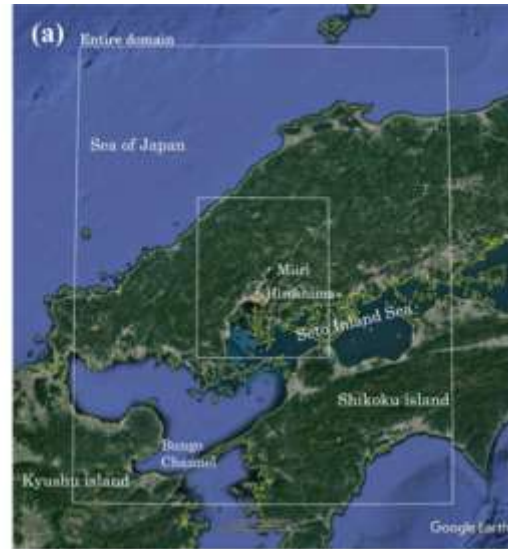 (a)
Entire domain
Sea of Japan
Miiri
Hiroshima
Seto Inland Sea
Shikoku island
Bungo
Channel
Kyushu island
Google Earth